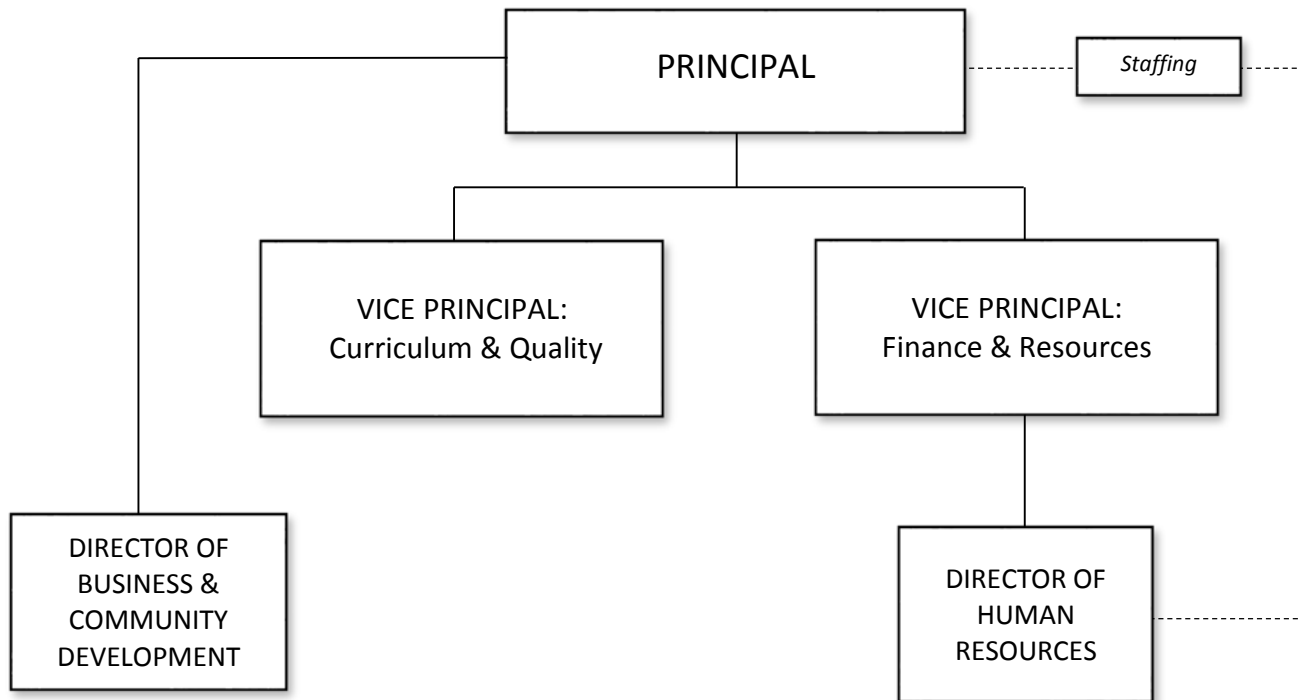 PRINCIPAL
Staffing
VICE PRINCIPAL:
Curriculum & Quality
VICE PRINCIPAL:
Finance & Resources
DIRECTOR OF
BUSINESS &
COMMUNITY
DEVELOPMENT
DIRECTOR OF
HUMAN
RESOURCES